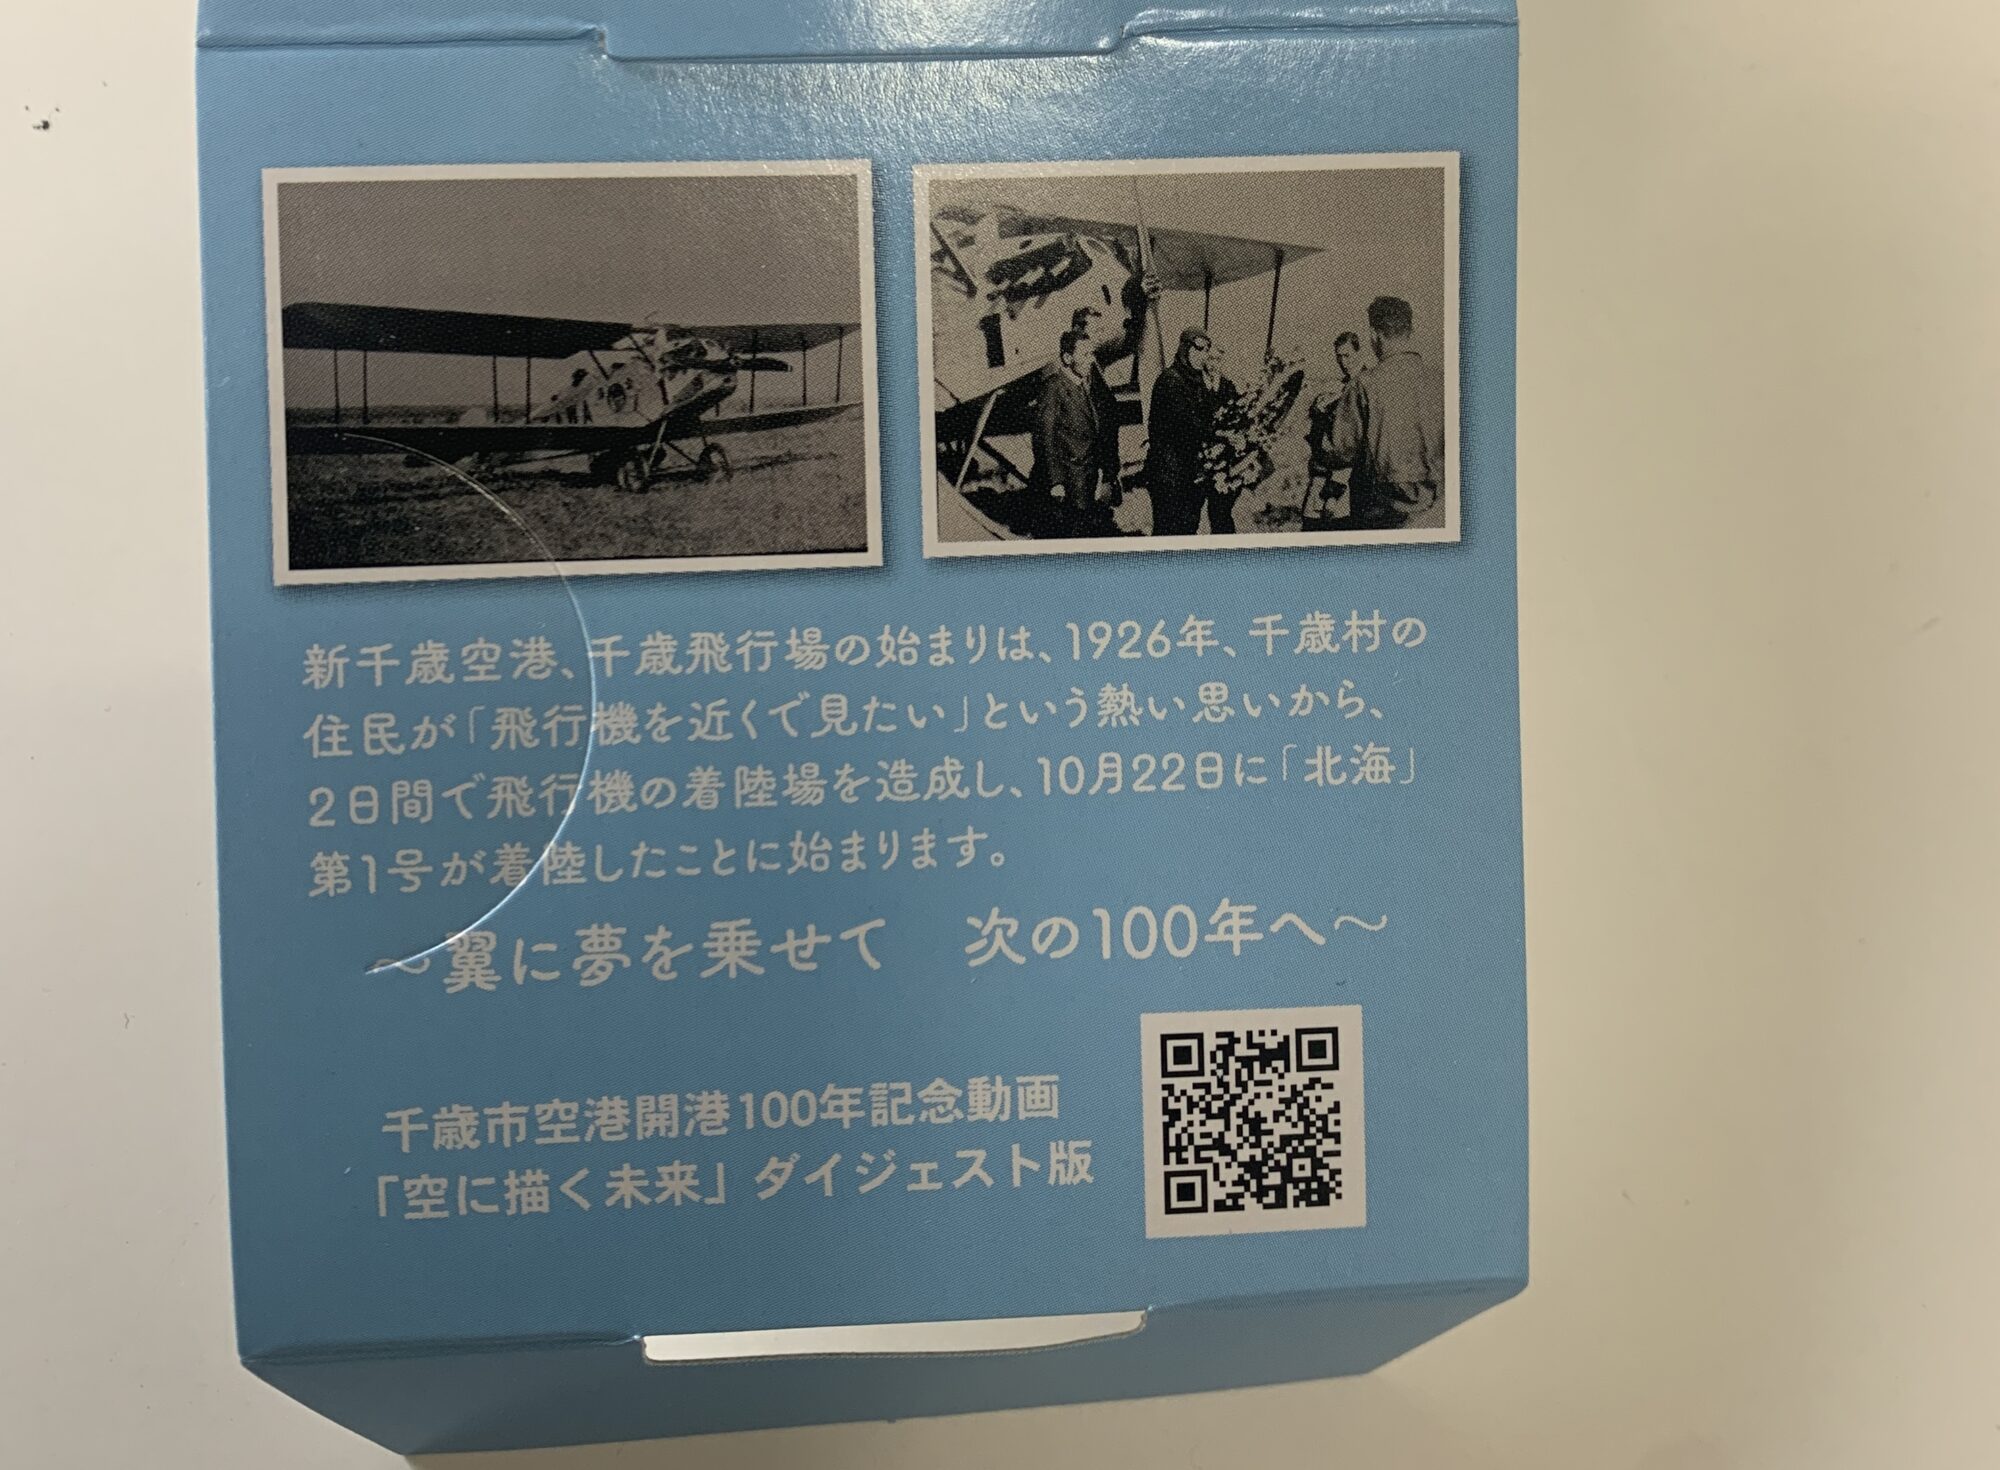 新千歳空港、千歳飛行場の始まりは、1926年、千歳村の
住民が「飛行機を近くで見たい」という熱い思いから、
2日間で飛行機の着陸場を造成し、10月22日に「北海」
第1号が着陸したことに始まります。
～翼に夢を乗せて　次の100年へ～
千歳市空港開港100年記念動画
「空に描く未来」ダイジェスト版